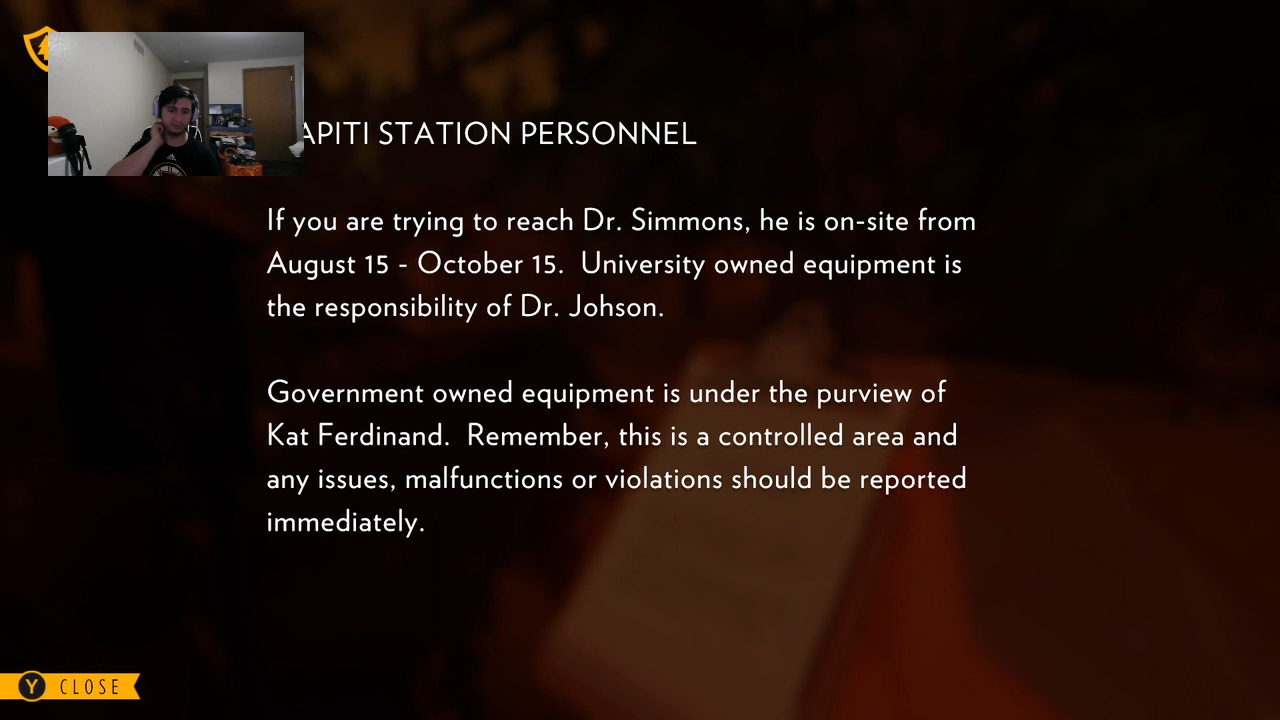 STATION PERSONNEL
If you are trying to reach Dr. Simmons, he is on-site from
August 15 - October 15.  University owned equipment is
the responsibility of Dr. Johson.
Government owned equipment is under the purview of
Kat Ferdinand.  Remember, this is a controlled area and
any issues, malfunctions or violations should be reported
immediately.
Y CLOSE